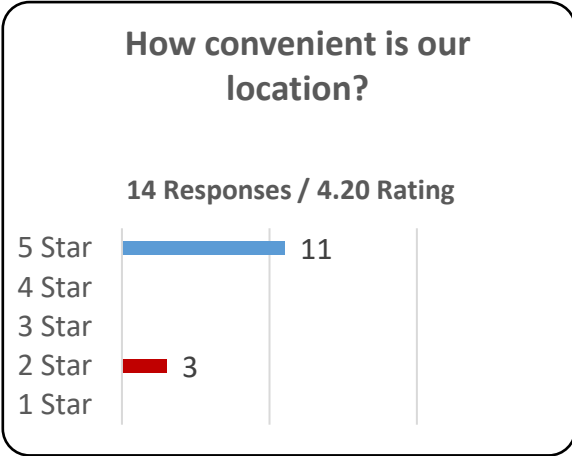 How convenient is our
location?
14 Responses / 4.20 Rating
5 Star 11
4 Star
3 Star
2 Star 3
1 Star